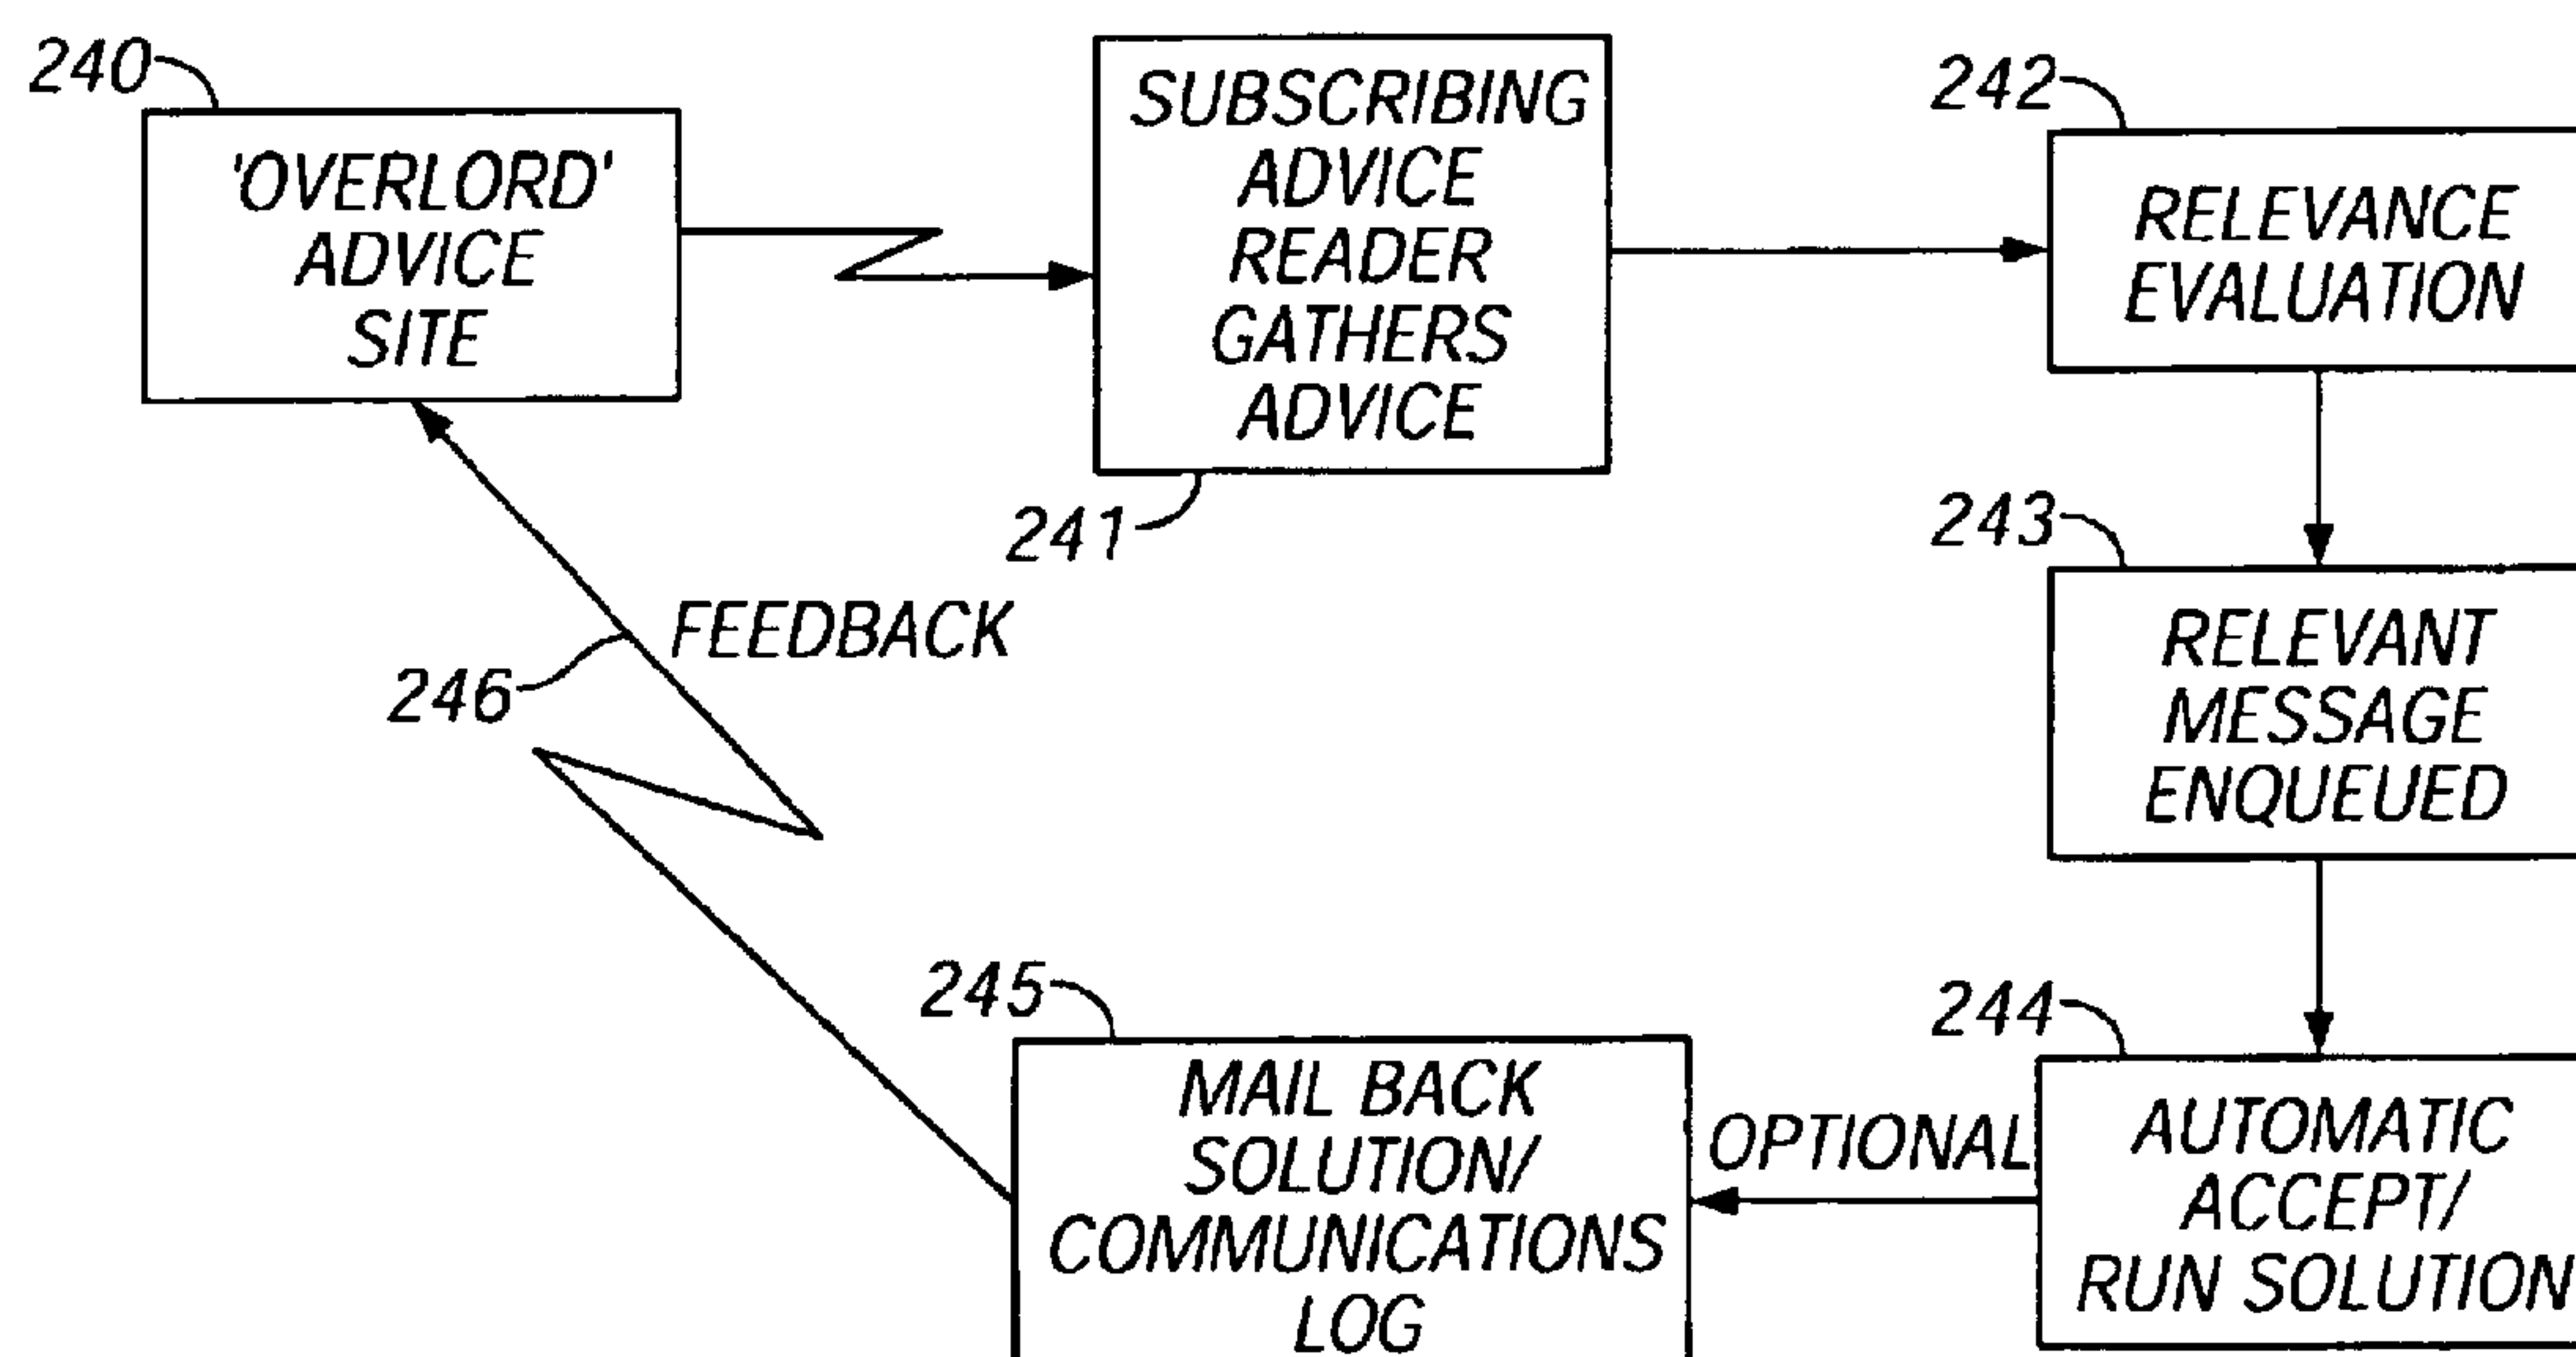 240
'OVERLORD'
ADVICE
SITE
SUBSCRIBING
ADVICE
READER
GATHERS
ADVICE
241
242
RELEVANCE
EVALUATION
243
RELEVANT
MESSAGE
ENQUEUED
FEEDBACK
246
244
AUTOMATIC
ACCEPT/
RUN SOLUTION
OPTIONAL
245
MAIL BACK
SOLUTION/
COMMUNICATIONS
LOG